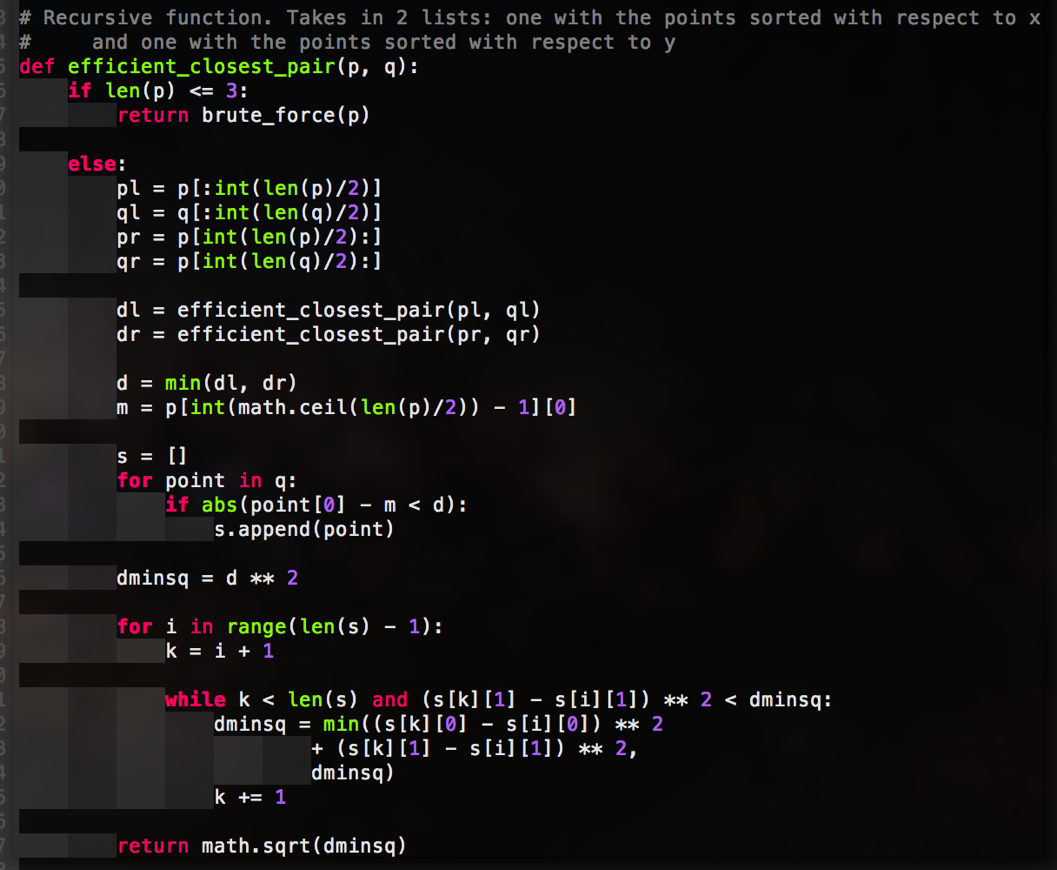 # Recursive function. Takes in 2 lists: one with the points sorted with respect to x
#     and one with the points sorted with respect to y
def efficient_closest_pair(p, q):
    if len(p) <= 3:
        return brute_force(p)

    else:
        pl = p[:int(len(p)/2)]
        ql = q[:int(len(q)/2)]
        pr = p[int(len(p)/2):]
        qr = p[int(len(q)/2):]

        dl = efficient_closest_pair(pl, ql)
        dr = efficient_closest_pair(pr, qr)

        d = min(dl, dr)
        m = p[int(math.ceil(len(p)/2)) - 1][0]

        s = []
        for point in q:
            if abs(point[0] - m < d):
                s.append(point)

        dminsq = d ** 2

        for i in range(len(s) - 1):
            k = i + 1

            while k < len(s) and (s[k][1] - s[i][1]) ** 2 < dminsq:
                dminsq = min((s[k][0] - s[i][0]) ** 2
                        + (s[k][1] - s[i][1]) ** 2,
                        dminsq)
                k += 1

        return math.sqrt(dminsq)